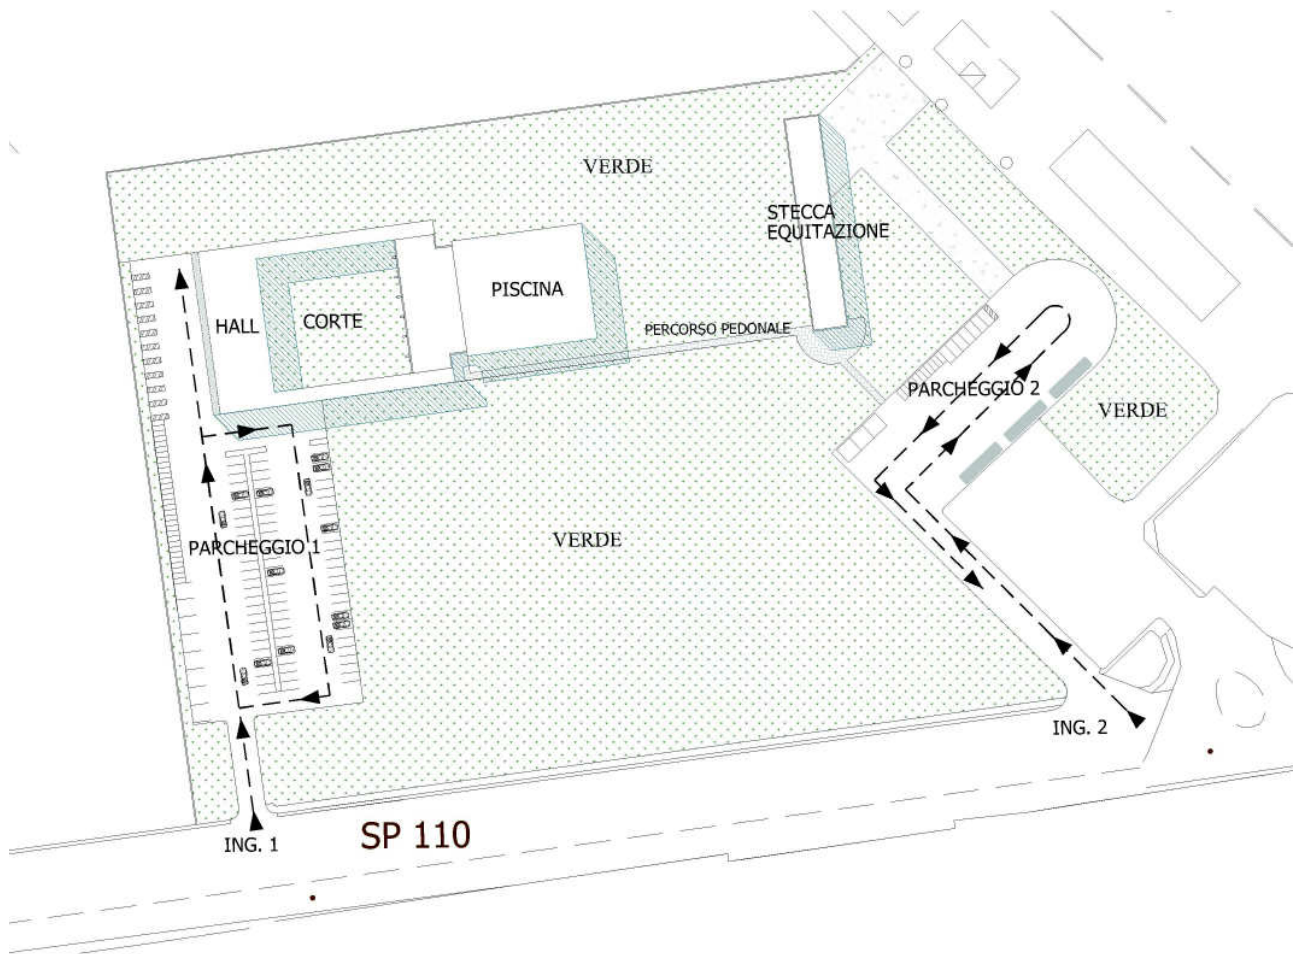 VERDE
STECCA
EQUITAZIONE
PISCINA
HALL
CORTE
PERCORSO PEDONALE
PARCHEGGIO 2
VERDE
VERDE
PARCHEGGIO 1
ING. 2
SP 110
ING. 1